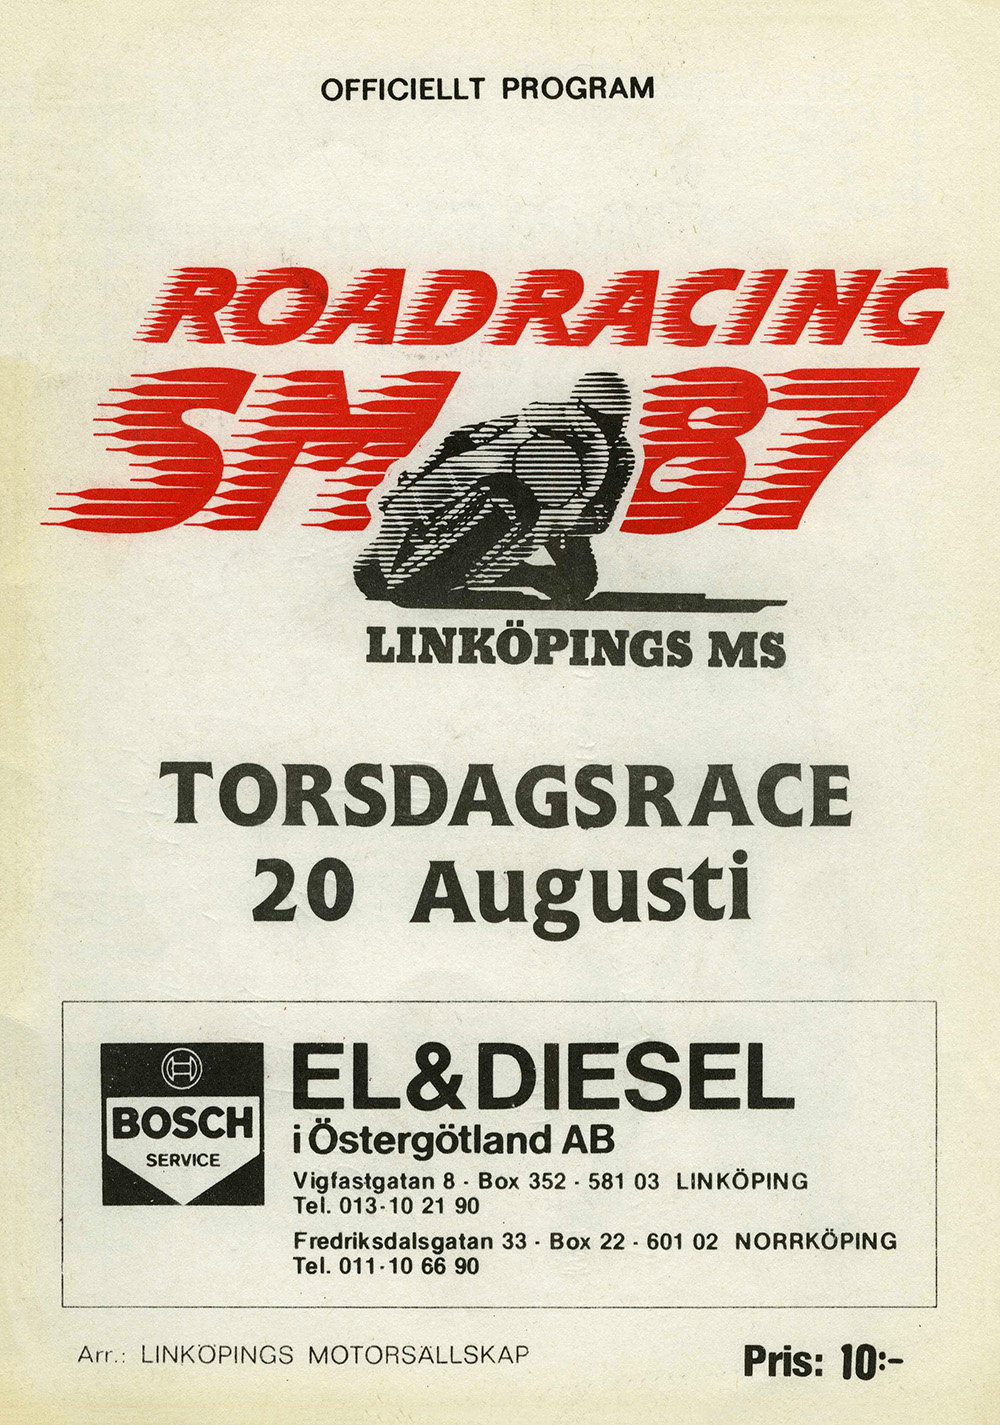 OFFICIELLT PROGRAM
ROADRACING
SM 87
LINKÖPINGS MS
TORSDAGSRACE
20 Augusti
BOSCH
SERVICE
EL&DIESEL
i Östergötland AB
Vigfastgatan 8 - Box 352 - 581 03 LINKÖPING
Tel. 013-10 21 90
Fredriksdalsgatan 33 - Box 22 - 601 02 NORRKÖPING
Tel. 011-10 66 90
Arr.: LINKÖPINGS MOTORSÄLLSKAP
Pris: 10:-